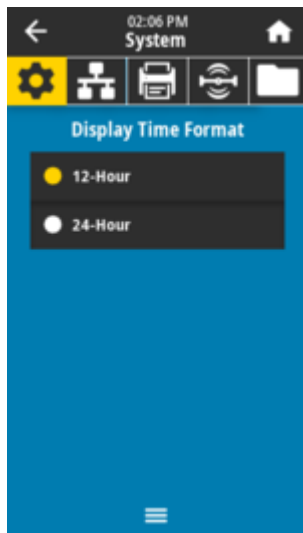 02:06 PM
System
Display Time Format
12-Hour
24-Hour